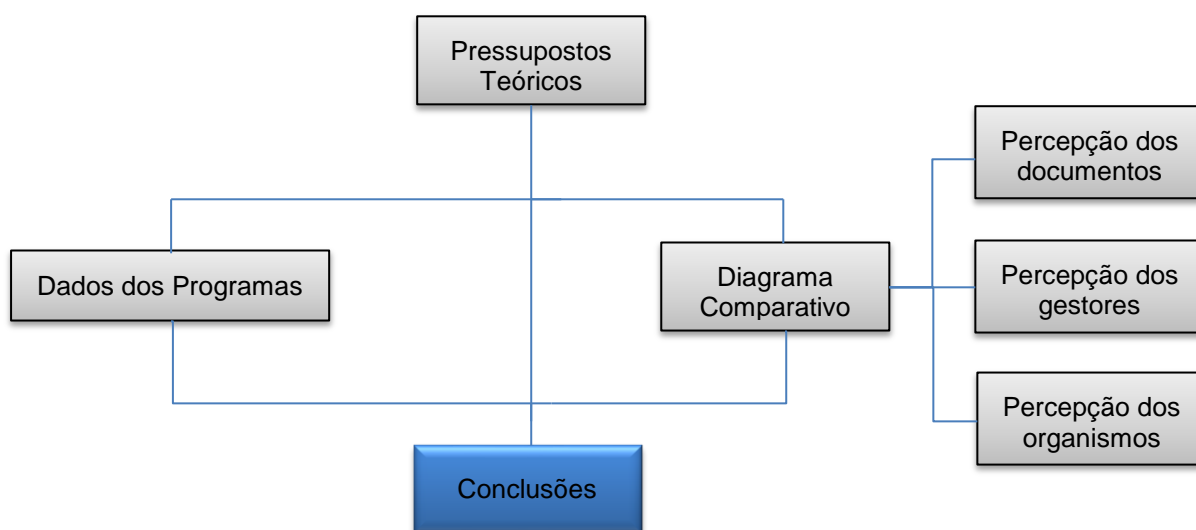 Pressupostos
Teóricos
Dados dos Programas
Diagrama
Comparativo
Percepção dos
documentos
Percepção dos
gestores
Percepção dos
organismos
Conclusões